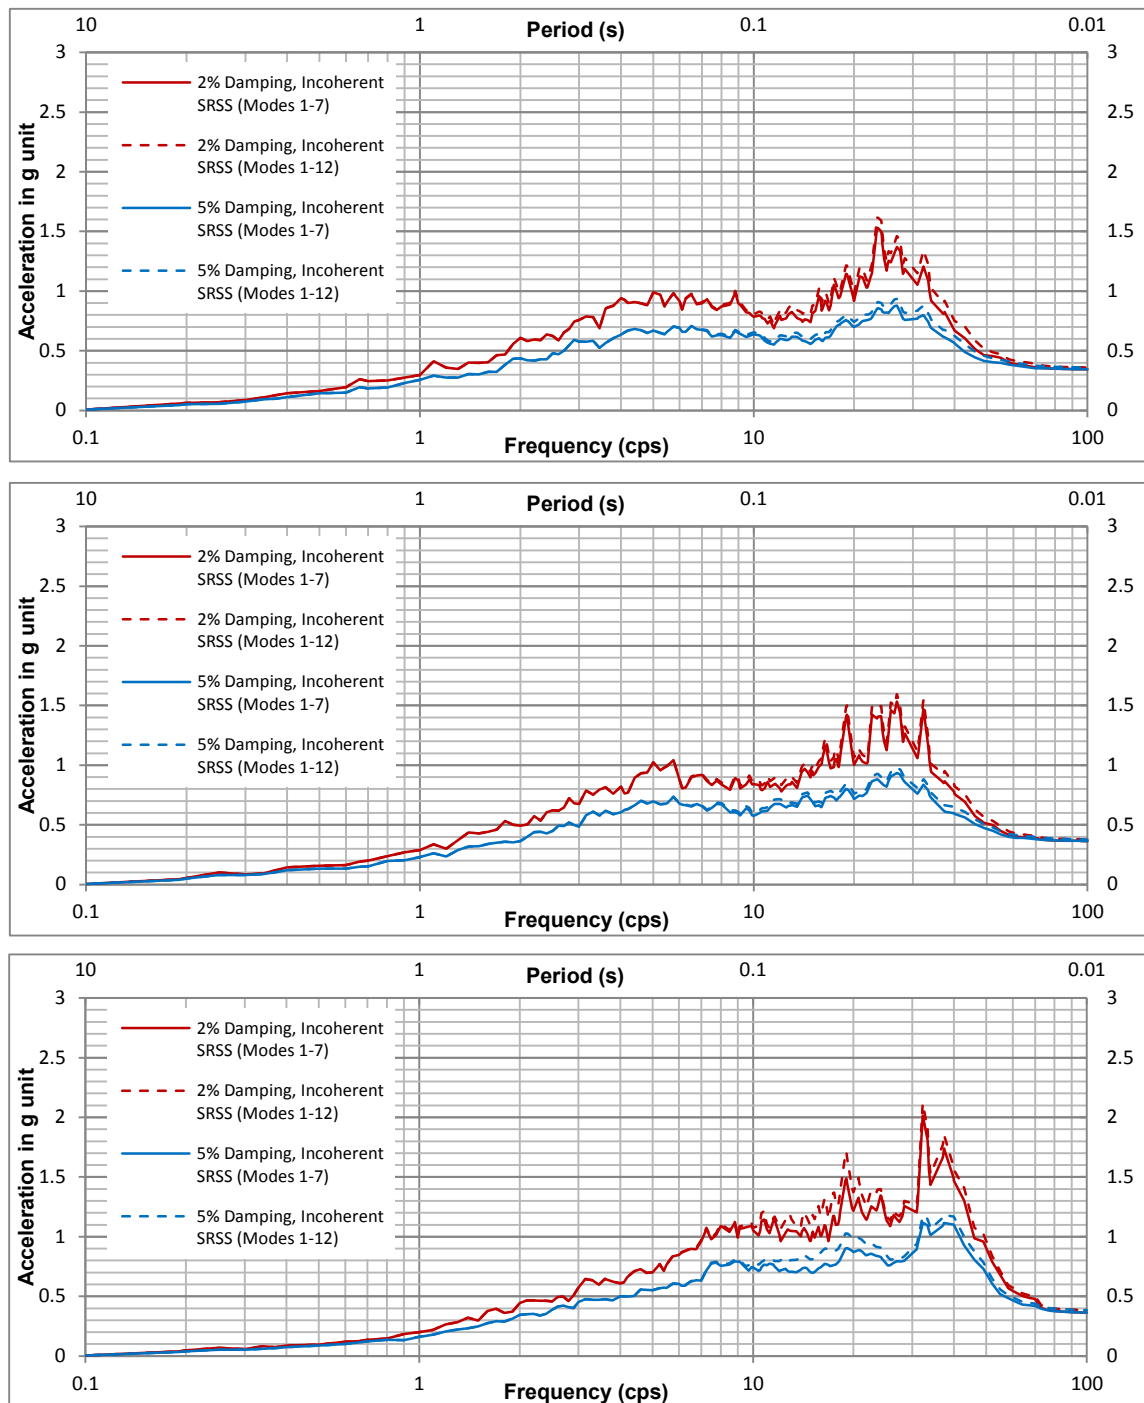 10 1 0.1 0.01
Period (s)
3 3
2.5 2.5
2 2
1.5 1.5
1 1
0.5 0.5
0 0
Acceleration in g unit
2% Damping, Incoherent
SRSS (Modes 1-7)
2% Damping, Incoherent
SRSS (Modes 1-12)
5% Damping, Incoherent
SRSS (Modes 1-7)
5% Damping, Incoherent
SRSS (Modes 1-12)
0.1 1 10 100
Frequency (cps)
10 1 0.1 0.01
Period (s)
3 3
2.5 2.5
2 2
1.5 1.5
1 1
0.5 0.5
0 0
Acceleration in g unit
2% Damping, Incoherent
SRSS (Modes 1-7)
2% Damping, Incoherent
SRSS (Modes 1-12)
5% Damping, Incoherent
SRSS (Modes 1-7)
5% Damping, Incoherent
SRSS (Modes 1-12)
0.1 1 10 100
Frequency (cps)
10 1 0.1 0.01
Period (s)
3 3
2.5 2.5
2 2
1.5 1.5
1 1
0.5 0.5
0 0
Acceleration in g unit
2% Damping, Incoherent
SRSS (Modes 1-7)
2% Damping, Incoherent
SRSS (Modes 1-12)
5% Damping, Incoherent
SRSS (Modes 1-7)
5% Damping, Incoherent
SRSS (Modes 1-12)
0.1 1 10 100
Frequency (cps)